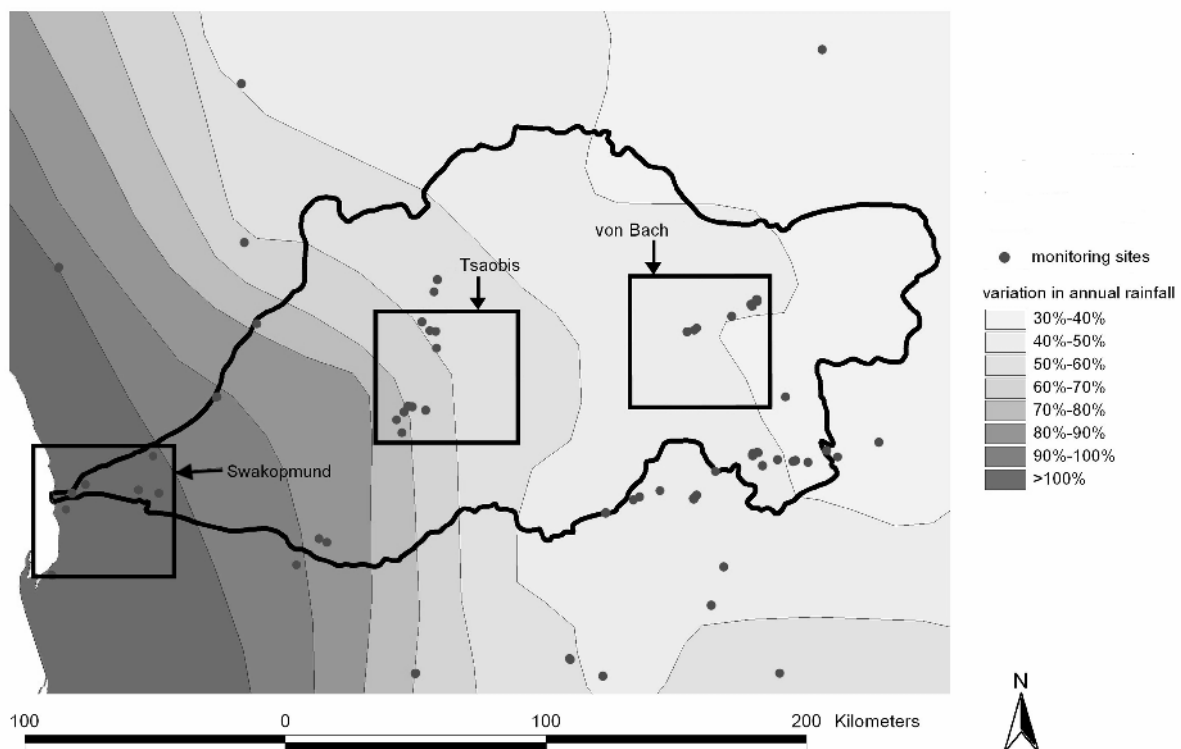 von Bach
Tsaobis
Swakopmund
monitoring sites
variation in annual rainfall
30%-40%
40%-50%
50%-60%
60%-70%
70%-80%
80%-90%
90%-100%
>100%
N
100 0 100 200 Kilometers